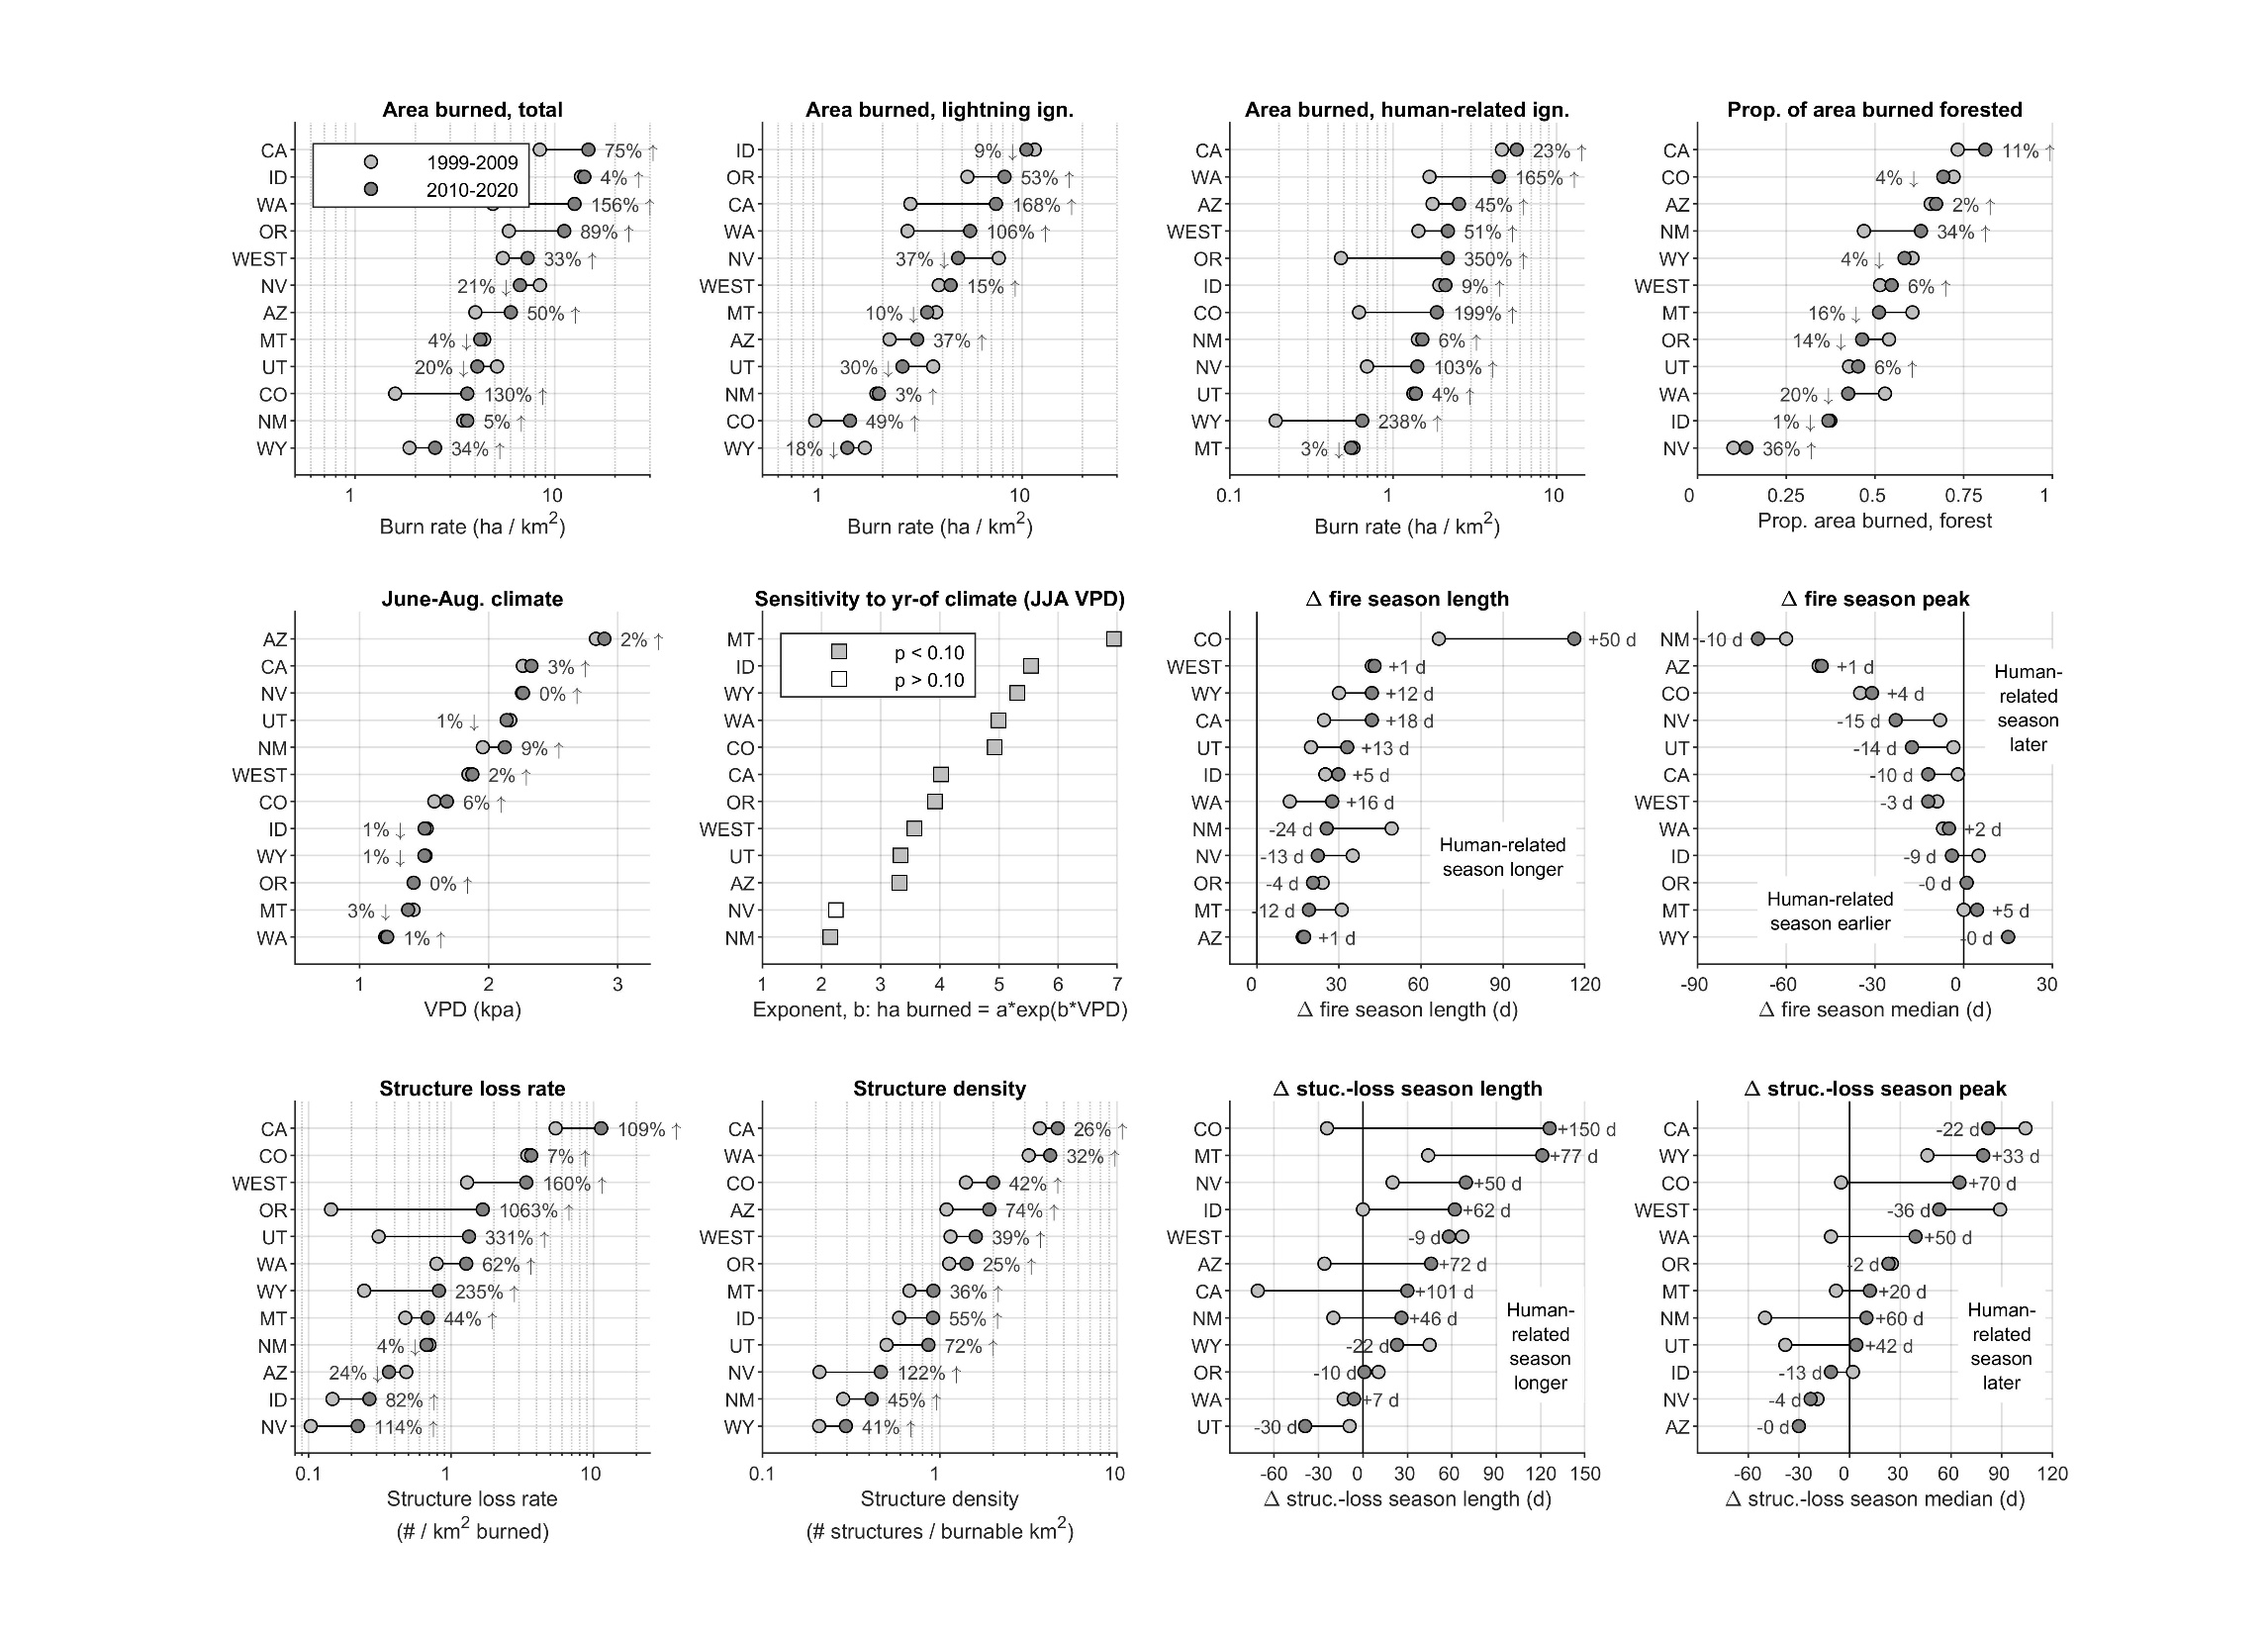 Area burned, total
CA 75% ↑
1999-2009
ID 4% ↑
2010-2020
WA 156% ↑
OR 89% ↑
WEST 33% ↑
NV 21% ↓
AZ 50% ↑
MT 4% ↓
UT 20% ↓
CO 130% ↑
NM 5% ↑
WY 34% ↑
1 10
Burn rate (ha / km2)
Area burned, lightning ign.
ID 9% ↓
OR 53% ↑
CA 168% ↑
WA 106% ↑
NV 37% ↓
WEST 15% ↑
MT 10% ↓
AZ 37% ↑
UT 30% ↓
NM 3% ↑
CO 49% ↑
WY 18% ↓
1 10
Burn rate (ha / km2)
Area burned, human-related ign.
CA 23% ↑
WA 165% ↑
AZ 45% ↑
WEST 51% ↑
OR 350% ↑
ID 9% ↑
CO 199% ↑
NM 6% ↑
NV 103% ↑
UT 4% ↑
WY 238% ↑
MT 3% ↓
0.1 1 10
Burn rate (ha / km2)
Prop. of area burned forested
CA 11% ↑
CO 4% ↓
AZ 2% ↑
NM 34% ↑
WY 4% ↓
WEST 6% ↑
MT 16% ↓
OR 14% ↓
UT 6% ↑
WA 20% ↓
ID 1% ↓
NV 36% ↑
0 0.25 0.5 0.75 1
Prop. area burned, forest
June-Aug. climate
AZ 2% ↑
CA 3% ↑
NV 0% ↑
UT 1% ↓
NM 9% ↑
WEST 2% ↑
CO 6% ↑
ID 1% ↓
WY 1% ↓
OR 0% ↑
MT 3% ↓
WA 1% ↑
1 2 3
VPD (kpa)
Sensitivity to yr-of climate (JJA VPD)
MT
p < 0.10
ID
p > 0.10
WY
WA
CO
CA
OR
WEST
UT
AZ
NV
NM
1 2 3 4 5 6 7
Exponent, b: ha burned = a*exp(b*VPD)
Δ fire season length
CO +50 d
WEST +1 d
WY +12 d
CA +18 d
UT +13 d
ID +5 d
WA +16 d
NM -24 d
Human-related
NV -13 d
season longer
OR -4 d
MT -12 d
AZ +1 d
0 30 60 90 120
Δ fire season length (d)
Δ fire season peak
NM -10 d
AZ +1 d
CO +4 d
NV -15 d
UT -14 d
Human-
related
season
later
CA -10 d
WEST -3 d
WA +2 d
ID -9 d
OR -0 d
Human-related
MT +5 d
season earlier
WY -0 d
-90 -60 -30 0 30
Δ fire season median (d)
Structure loss rate
CA 109% ↑
CO 7% ↑
WEST 160% ↑
OR 1063% ↑
UT 331% ↑
WA 62% ↑
WY 235% ↑
MT 44% ↑
NM 4% ↓
AZ 24% ↓
ID 82% ↑
NV 114% ↑
0.1 1 10
Structure loss rate
(# / km2 burned)
Structure density
CA 26% ↑
WA 32% ↑
CO 42% ↑
AZ 74% ↑
WEST 39% ↑
OR 25% ↑
MT 36% ↑
ID 55% ↑
UT 72% ↑
NV 122% ↑
NM 45% ↑
WY 41% ↑
0.1 1 10
Structure density
(# structures / burnable km2)
Δ stuc.-loss season length
CO +150 d
MT +77 d
NV +50 d
ID +62 d
WEST -9 d
AZ +72 d
CA +101 d
NM +46 d
WY -22 d
Human-
related
season
longer
OR -10 d
WA +7 d
UT -30 d
-60 -30 0 30 60 90 120 150
Δ struc.-loss season length (d)
Δ struc.-loss season peak
CA -22 d
WY +33 d
CO +70 d
WEST -36 d
WA +50 d
OR -2 d
MT +20 d
NM +60 d
UT +42 d
Human-
related
season
later
ID -13 d
NV -4 d
AZ -0 d
-60 -30 0 30 60 90 120
Δ struc.-loss season median (d)